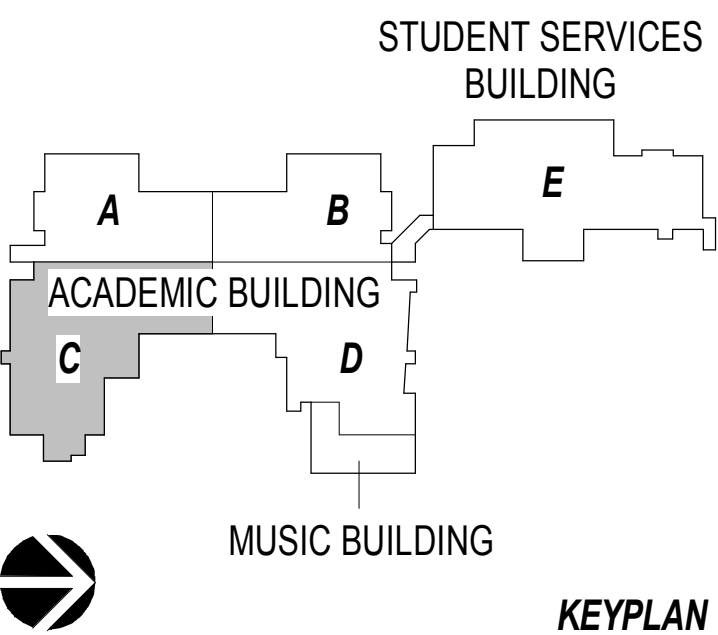 STUDENT SERVICES
BUILDING
A
B
E
ACADEMIC BUILDING
C
D
MUSIC BUILDING
KEYPLAN